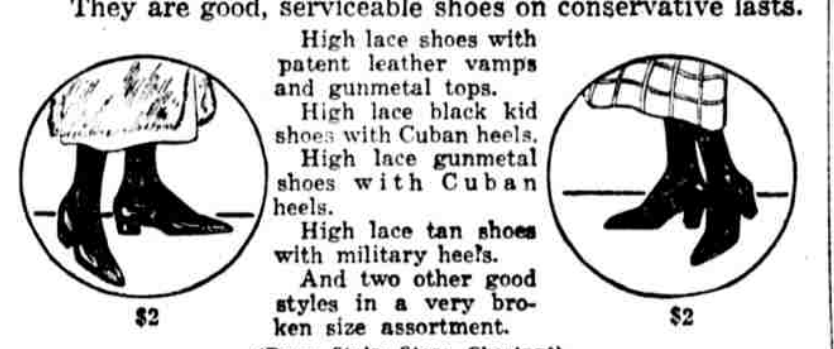 They are good, serviceable shoes on conservative lasts.
High lace shoes with
patent leather vamps
and gunmetal tops.
High lace black kid
shoes with Cuban heels.
High lace gunmetal
shoes with Cuban
heels.
High lace tan shoes
with military heels.
And two other good
styles in a very bro-
ken size assortment.
$2
$2